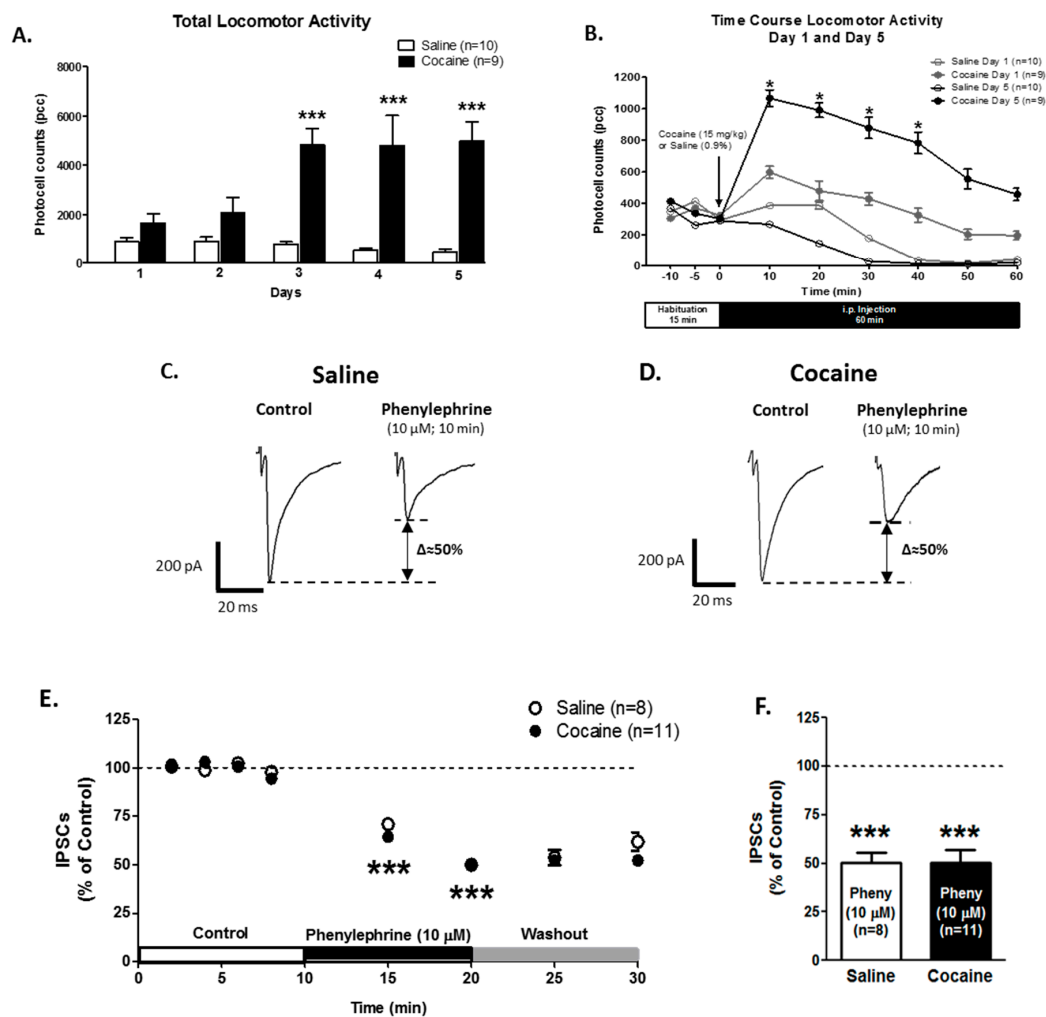 A.
Total Locomotor Activity
Saline (n=10)
Cocaine (n=9)
Photocell counts (pcc)
8000
6000
4000
2000
0
***
***
***
1 2 3 4 5
Days
B.
Time Course Locomotor Activity
Day 1 and Day 5
Saline Day 1 (n=10)
Cocaine Day 1 (n=9)
Saline Day 5 (n=10)
Cocaine Day 5 (n=9)
Photocell counts (pcc)
1200
1000
800
600
400
200
0
Cocaine (15 mg/kg)
or Saline (0.9%)
* * * *
-10 -5 0 10 20 30 40 50 60
Time (min)
Habituation
15 min
i.p. Injection
60 min
C.
Saline
Control
Phenylephrine
(10 µM; 10 min)
Δ≈50%
200 pA
20 ms
D.
Cocaine
Control
Phenylephrine
(10 µM; 10 min)
Δ≈50%
200 pA
20 ms
E.
Saline (n=8)
Cocaine (n=11)
IPSCs
(% of Control)
125
100
75
50
25
0
***
***
Control
Phenylephrine (10 µM)
Washout
0 5 10 15 20 25 30
Time (min)
F.
IPSCs
(% of Control)
125
100
75
50
25
0
***
***
Pheny
(10 µM)
(n=8)
Pheny
(10 µM)
(n=11)
Saline
Cocaine